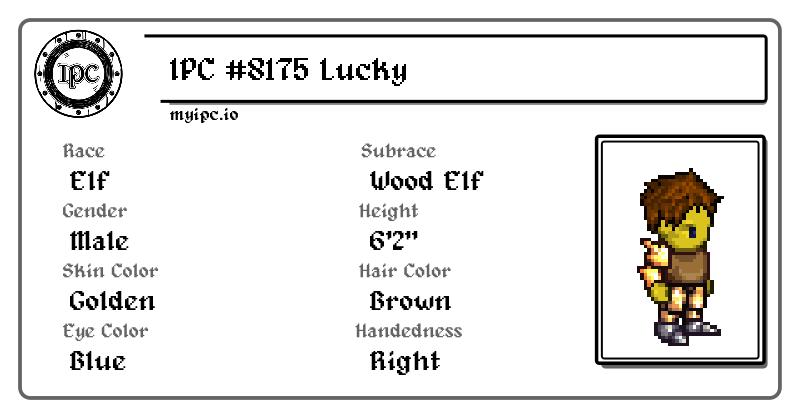 IPC
IPC #8175 Lucky
myipc.io
Race
Elf
Subrace
Wood Elf
Gender
Male
Height
6'2"
Skin Color
Golden
Hair Color
Brown
Eye Color
Blue
Handedness
Right